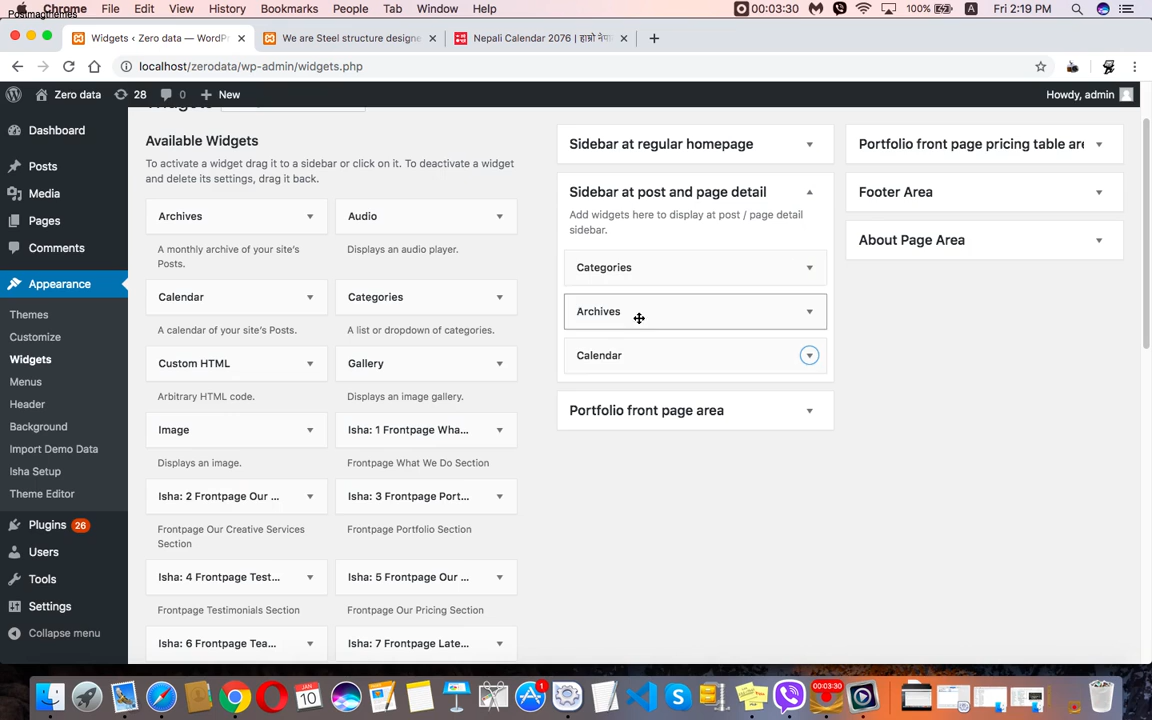 Chrome File Edit View History Bookmarks People Tab Window Help 00:03:30 100% A Fri 2:19 PM
Postmagthemes
Widgets ‹ Zero data — WordPr
We are Steel structure designe
Nepali Calendar 2076 | हाम्रो नेपा
localhost/zerodata/wp-admin/widgets.php
Zero data 28 0 New Howdy, admin
Dashboard
Posts
Media
Pages
Comments
Appearance
Themes
Customize
Widgets
Menus
Header
Background
Import Demo Data
Isha Setup
Theme Editor
Plugins 26
Users
Tools
Settings
Collapse menu
Available Widgets
To activate a widget drag it to a sidebar or click on it. To deactivate a widget
and delete its settings, drag it back.
Archives
A monthly archive of your site's
Posts.
Audio
Displays an audio player.
Calendar
A calendar of your site's Posts.
Categories
A list or dropdown of categories.
Custom HTML
Arbitrary HTML code.
Gallery
Displays an image gallery.
Image
Displays an image.
Isha: 1 Frontpage Wha...
Frontpage What We Do Section
Isha: 2 Frontpage Our ...
Frontpage Our Creative Services
Section
Isha: 3 Frontpage Port...
Frontpage Portfolio Section
Isha: 4 Frontpage Test...
Frontpage Testimonials Section
Isha: 5 Frontpage Our ...
Frontpage Our Pricing Section
Isha: 6 Frontpage Tea...
Isha: 7 Frontpage Late...
Sidebar at regular homepage
Sidebar at post and page detail
Add widgets here to display at post / page detail
sidebar.
Categories
Archives
Calendar
Portfolio front page area
Portfolio front page pricing table are
Footer Area
About Page Area
JAN
10
1
00:03:30